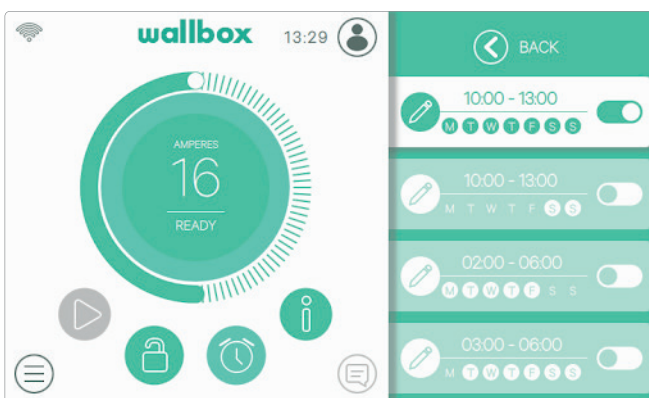 wallbox
13:29
AMPERES
16
READY
BACK
10:00 - 13:00
M T W T F S S
10:00 - 13:00
M T W T F S S
02:00 - 06:00
M T W T F S S
03:00 - 06:00
M T W T F S S